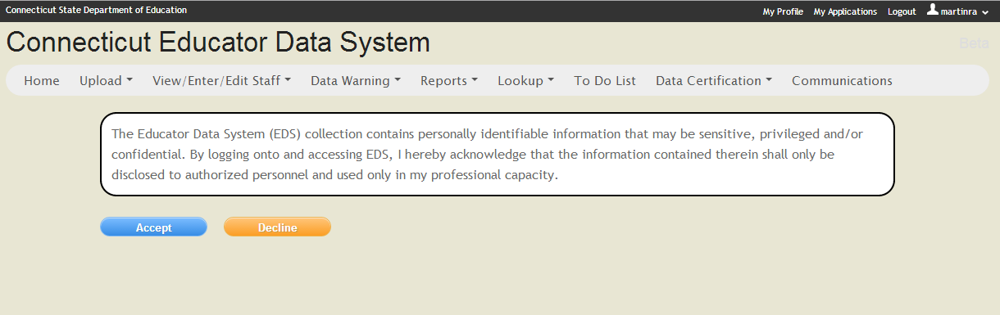 Connecticut State Department of Education
My Profile My Applications Logout martinra
Connecticut Educator Data System
Beta
Home Upload View/Enter/Edit Staff Data Warning Reports Lookup To Do List Data Certification Communications
The Educator Data System (EDS) collection contains personally identifiable information that may be sensitive, privileged and/or
confidential. By logging onto and accessing EDS, I hereby acknowledge that the information contained therein shall only be
disclosed to authorized personnel and used only in my professional capacity.
Accept Decline